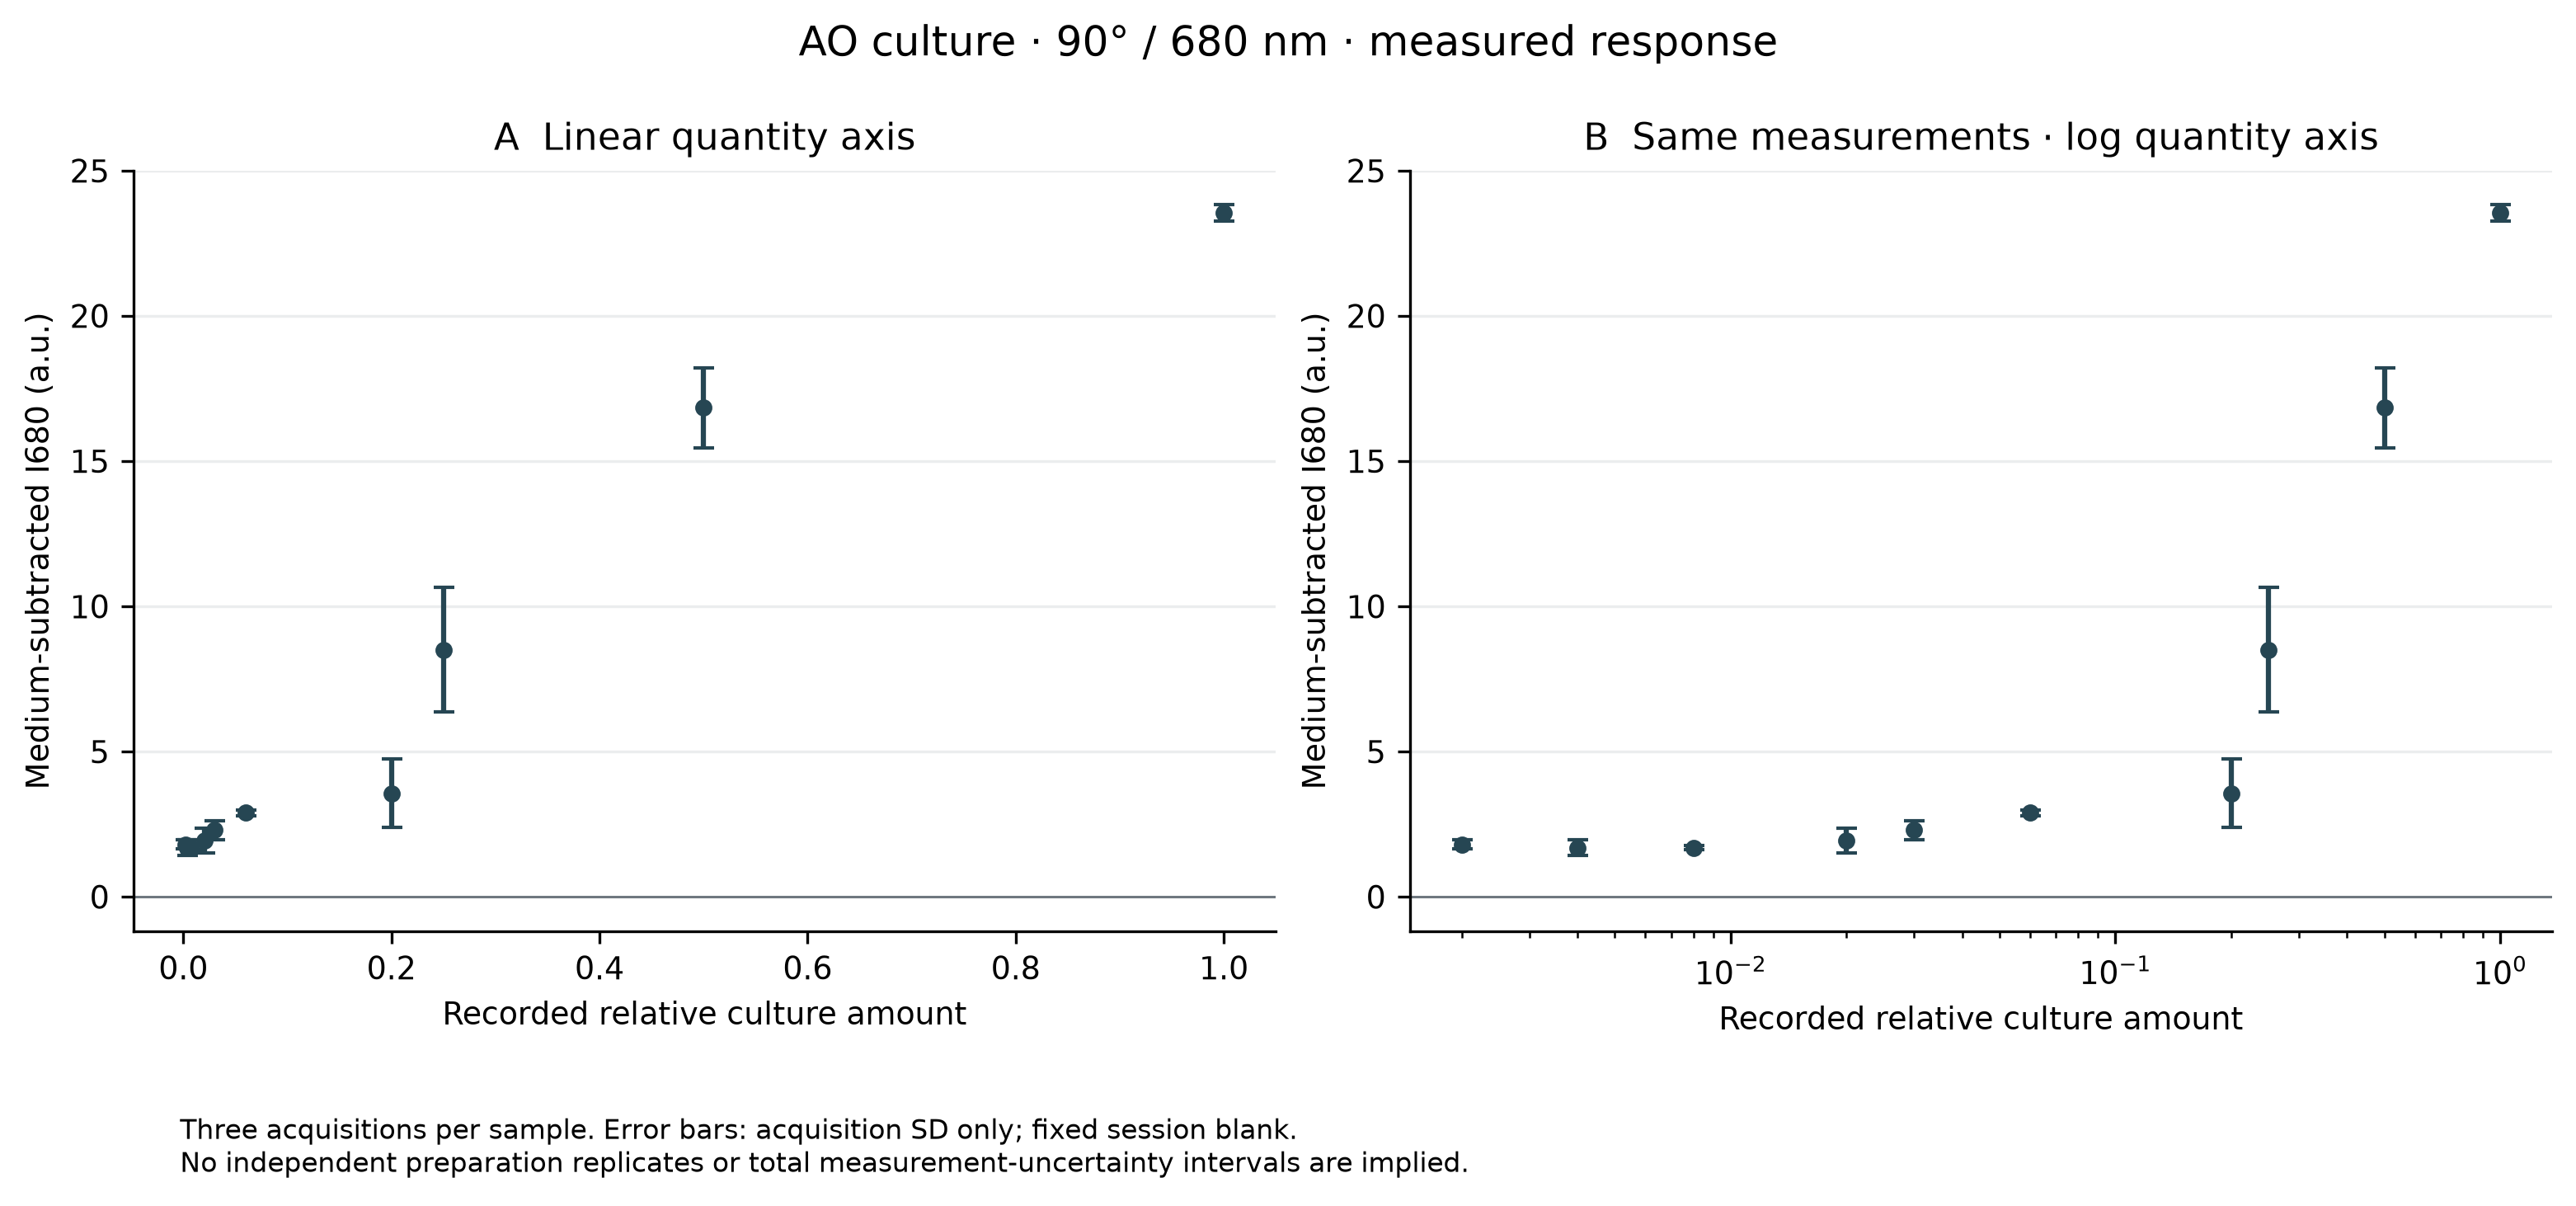 AO culture · 90° / 680 nm · measured response
A Linear quantity axis
Medium-subtracted I680 (a.u.)
25
20
15
10
5
0
0.0 0.2 0.4 0.6 0.8 1.0
Recorded relative culture amount
B Same measurements · log quantity axis
Medium-subtracted I680 (a.u.)
25
20
15
10
5
0
10⁻² 10⁻¹ 10⁰
Recorded relative culture amount
Three acquisitions per sample. Error bars: acquisition SD only; fixed session blank.
No independent preparation replicates or total measurement-uncertainty intervals are implied.